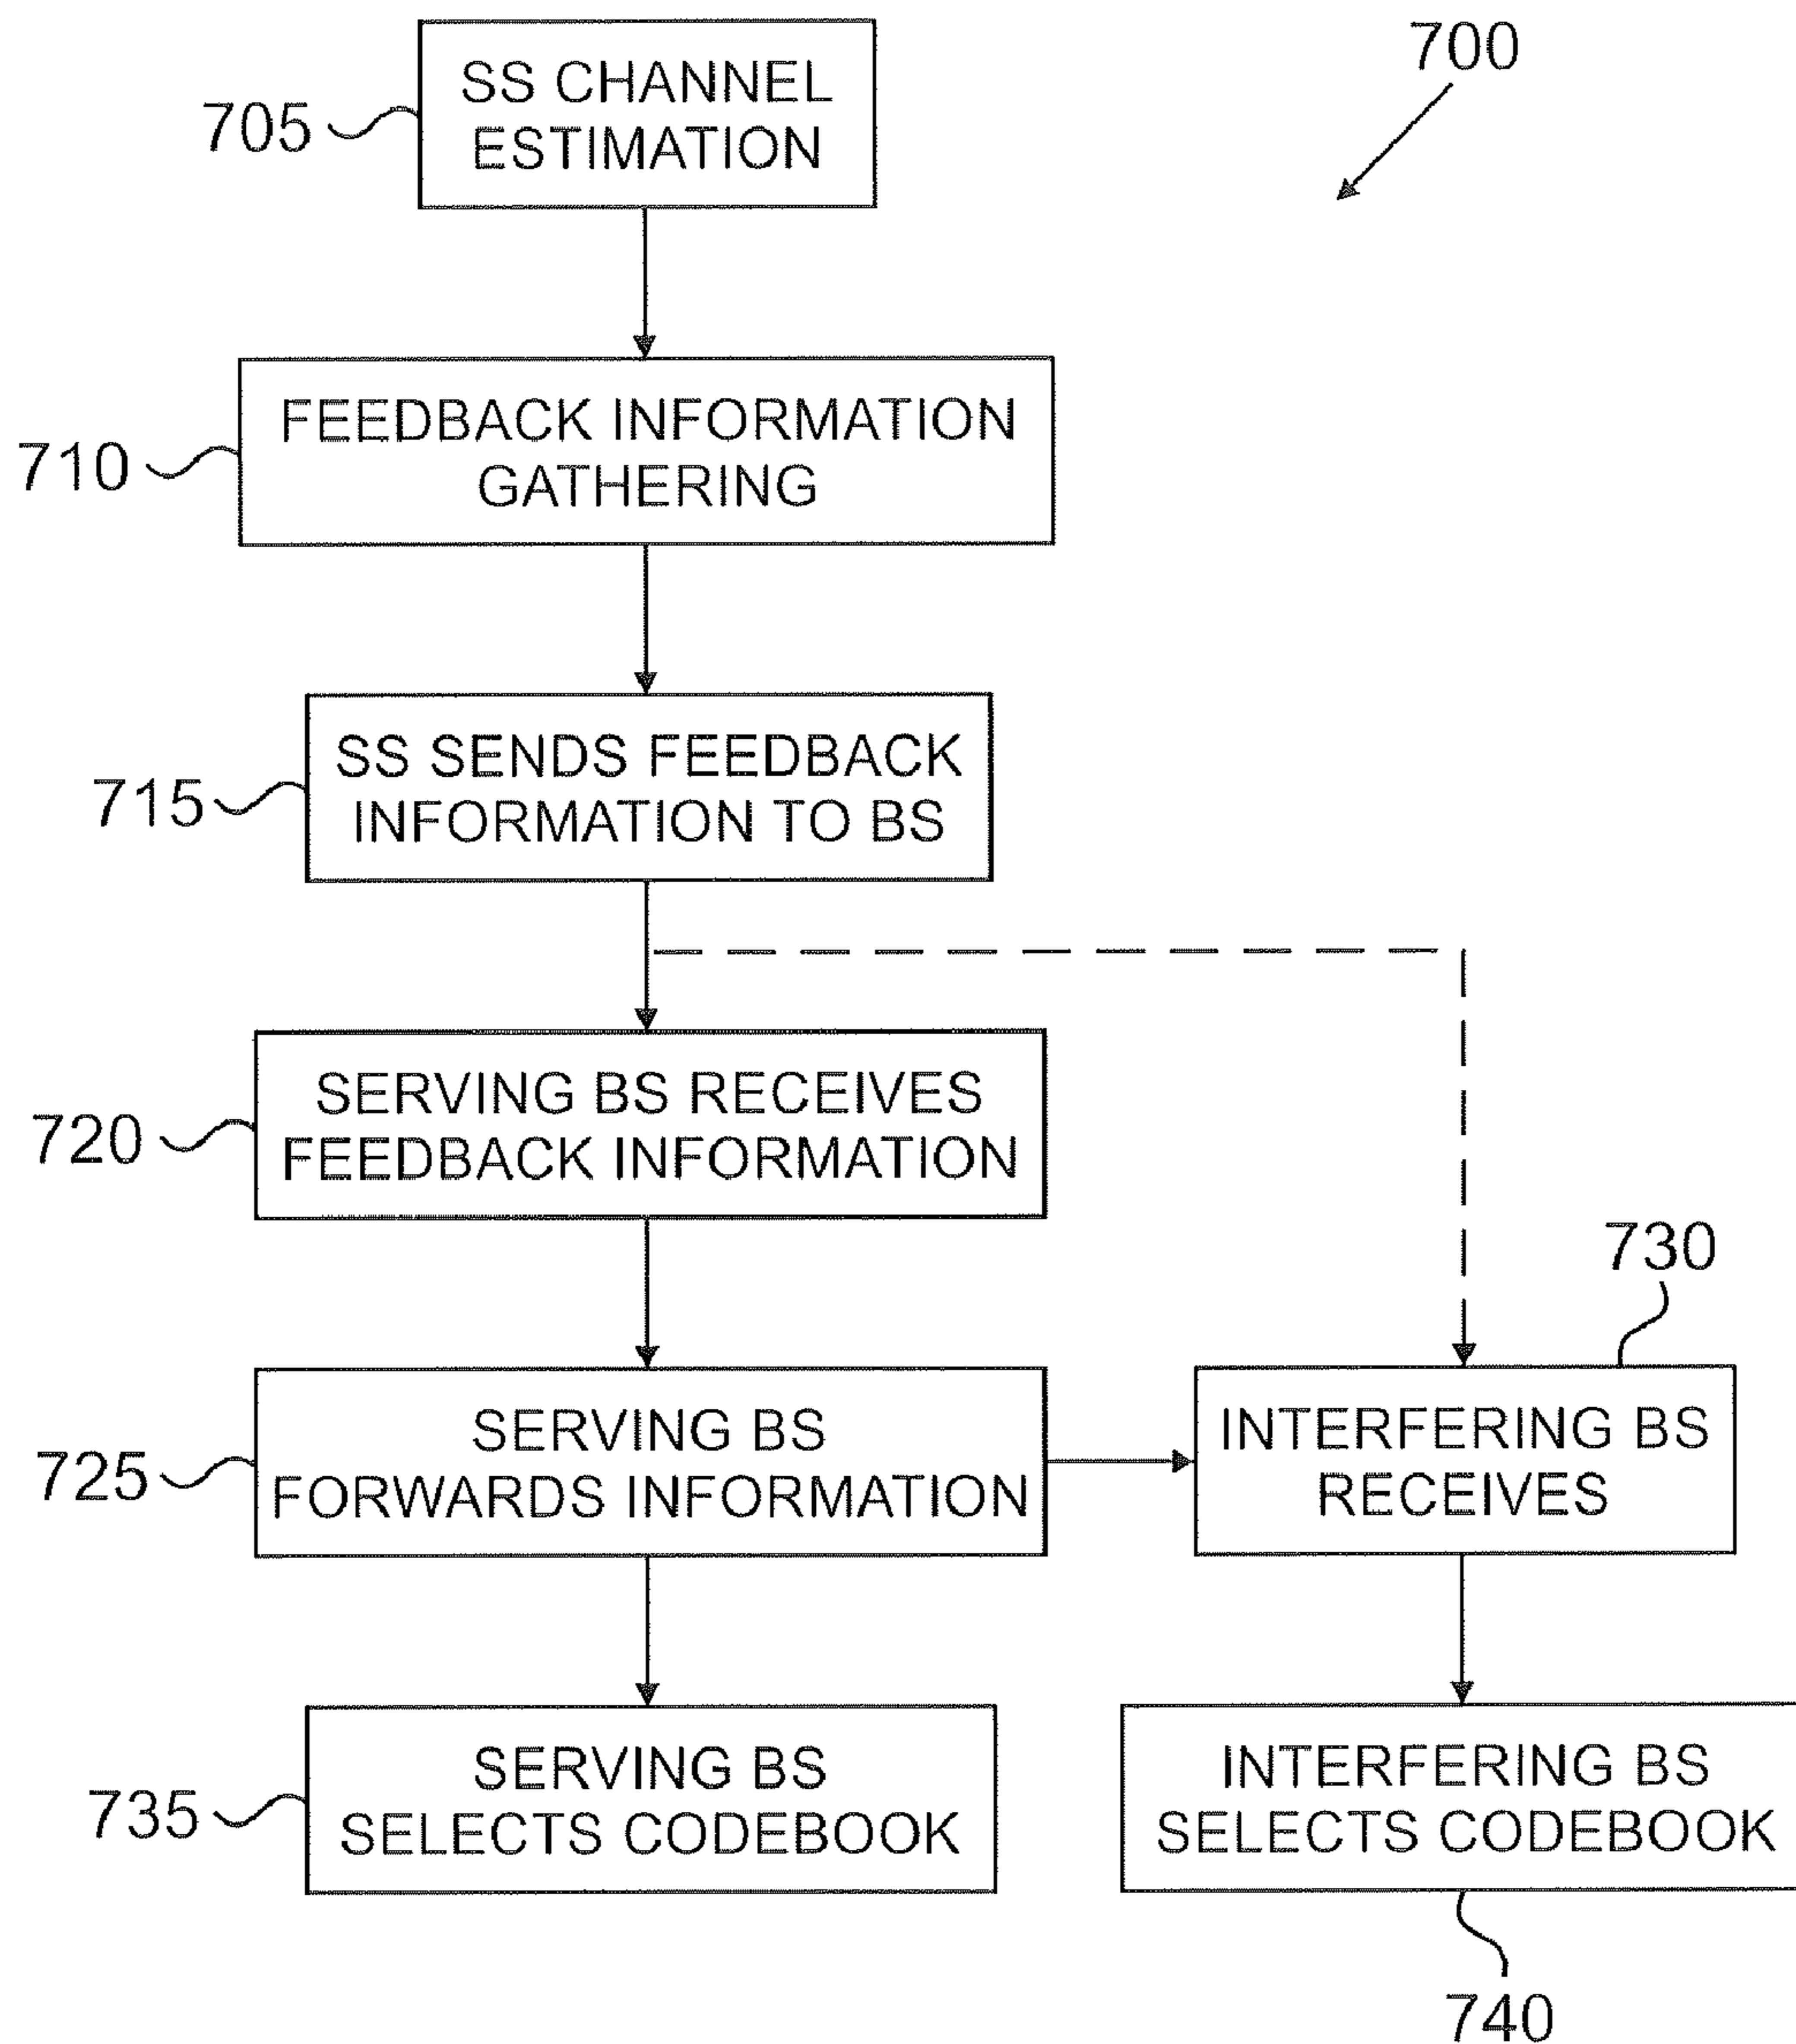 700
SS CHANNEL
ESTIMATION
705
FEEDBACK INFORMATION
GATHERING
710
SS SENDS FEEDBACK
INFORMATION TO BS
715
SERVING BS RECEIVES
FEEDBACK INFORMATION
720
730
SERVING BS
FORWARDS INFORMATION
725
INTERFERING BS
RECEIVES
SERVING BS
SELECTS CODEBOOK
735
INTERFERING BS
SELECTS CODEBOOK
740